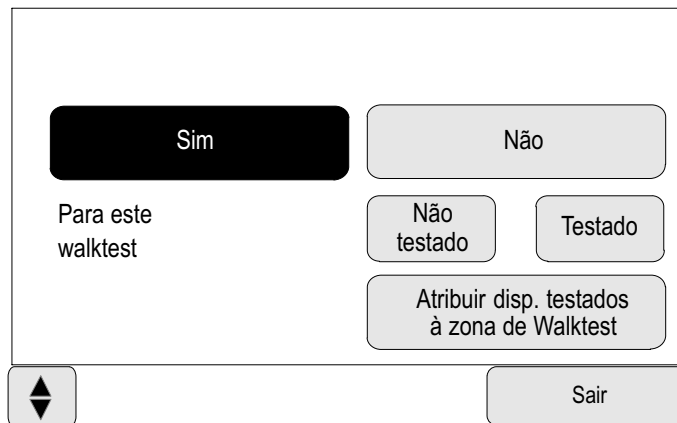 Sim
Não
Para este
walktest
Não
testado
Testado
Atribuir disp. testados
à zona de Walktest
Sair